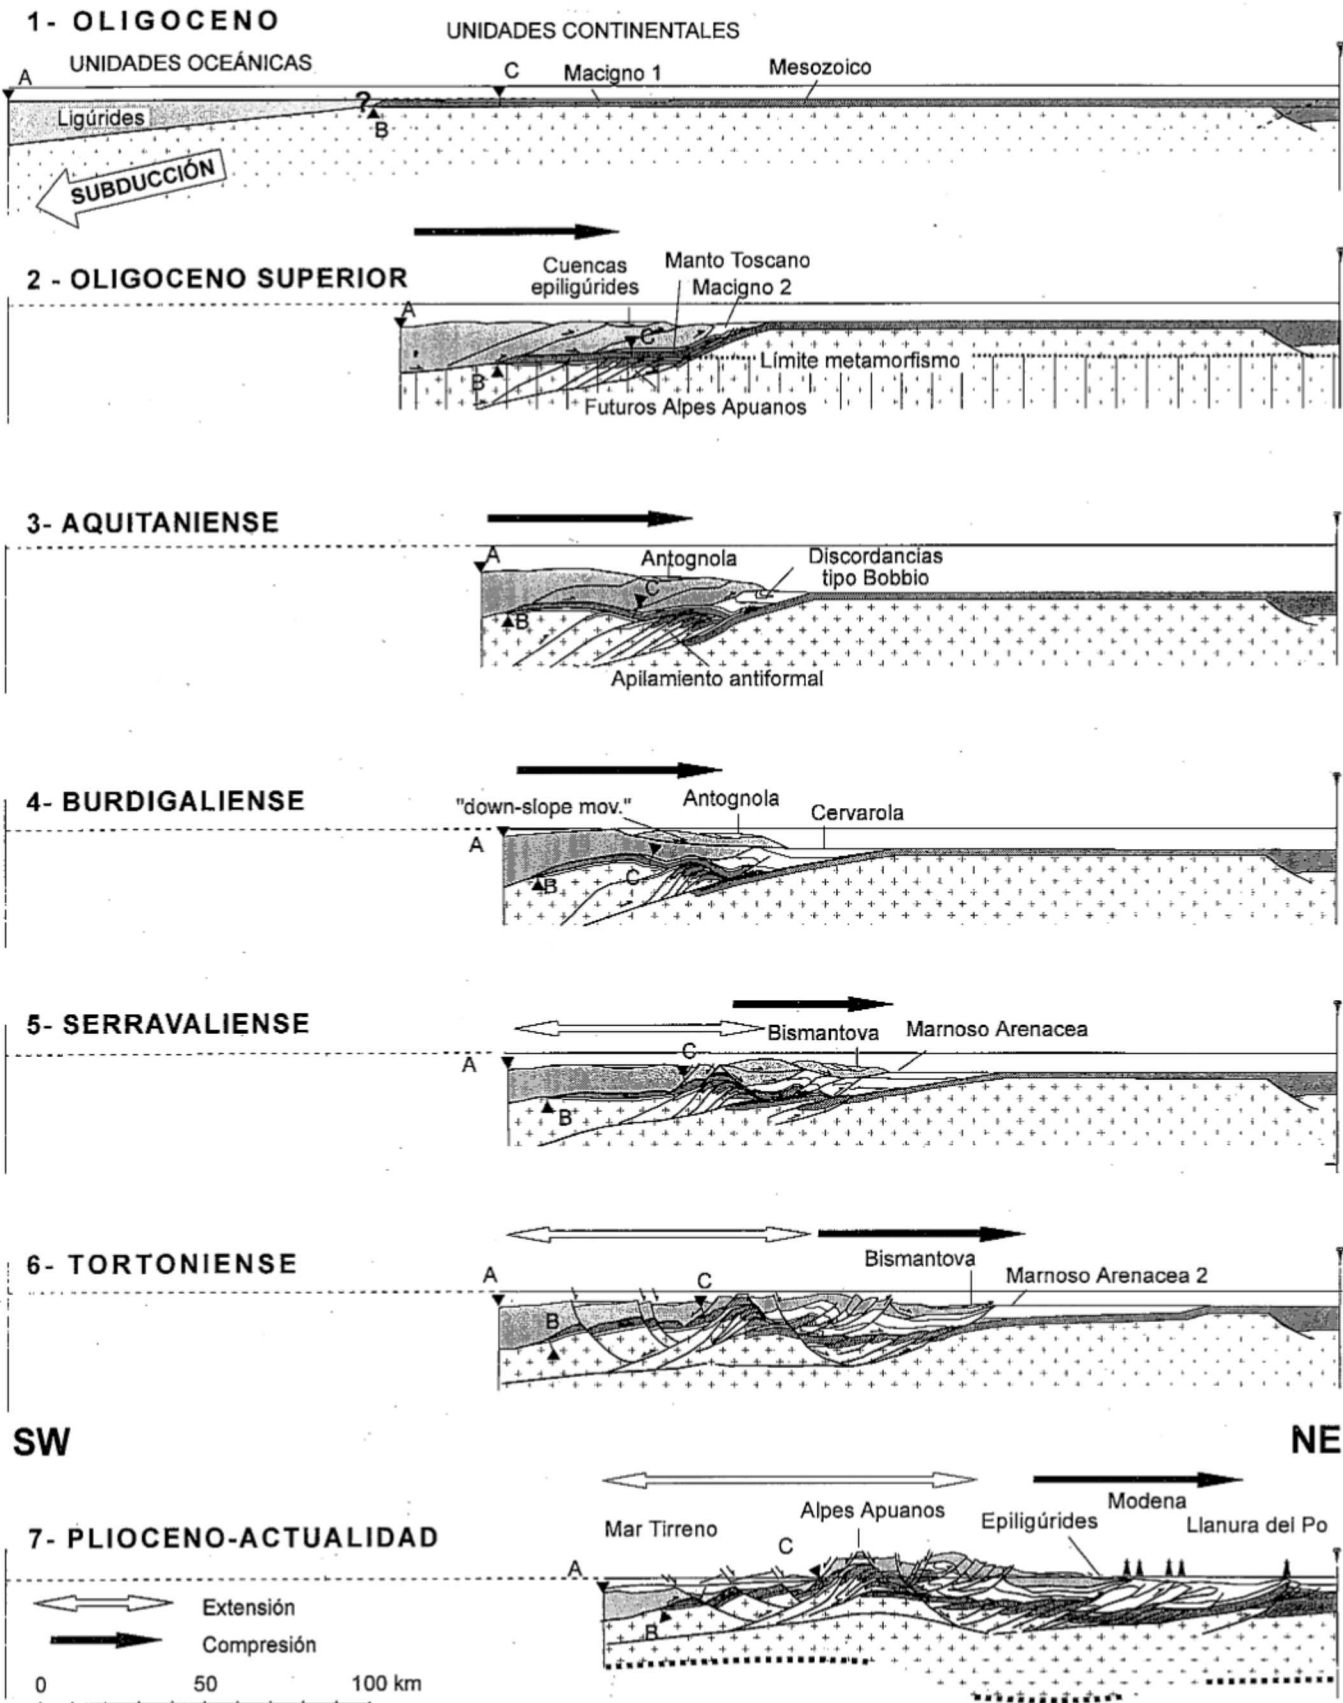 1- OLIGOCENO
UNIDADES CONTINENTALES
UNIDADES OCEÁNICAS
A
C
Macigno 1
Mesozoico
?
Ligúrides
B
SUBDUCCIÓN
2 - OLIGOCENO SUPERIOR
Cuencas
epiligúrides
Manto Toscano
Macigno 2
A
C
B
Límite metamorfismo
Futuros Alpes Apuanos
3- AQUITANIENSE
A
Antognola
Discordancias
tipo Bobbio
C
B
Apilamiento antiformal
4- BURDIGALIENSE
"down-slope mov."
Antognola
Cervarola
A
C
B
5- SERRAVALIENSE
Bismantova
Marnoso Arenacea
A
C
B
6- TORTONIENSE
Bismantova
A
C
Marnoso Arenacea 2
B
SW
NE
7- PLIOCENO-ACTUALIDAD
Mar Tirreno
Alpes Apuanos
Epiligúrides
Modena
Llanura del Po
A
C
B
Extensión
Compresión
0 50 100 km